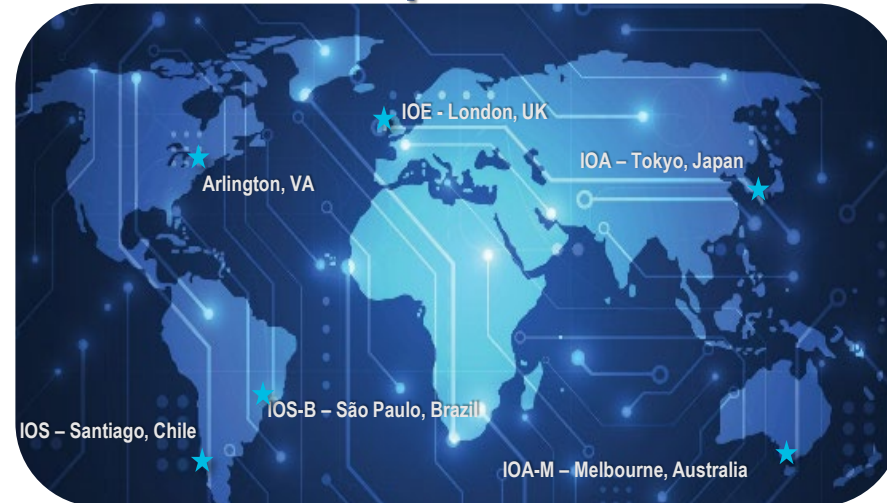 IOE - London, UK
IOA – Tokyo, Japan
Arlington, VA
IOS-B – São Paulo, Brazil
IOS – Santiago, Chile
IOA-M – Melbourne, Australia